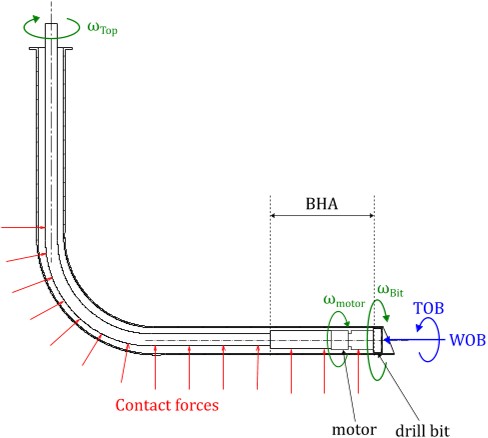 ωTop
BHA
ωmotor
ωBit
TOB
WOB
Contact forces
motor
drill bit